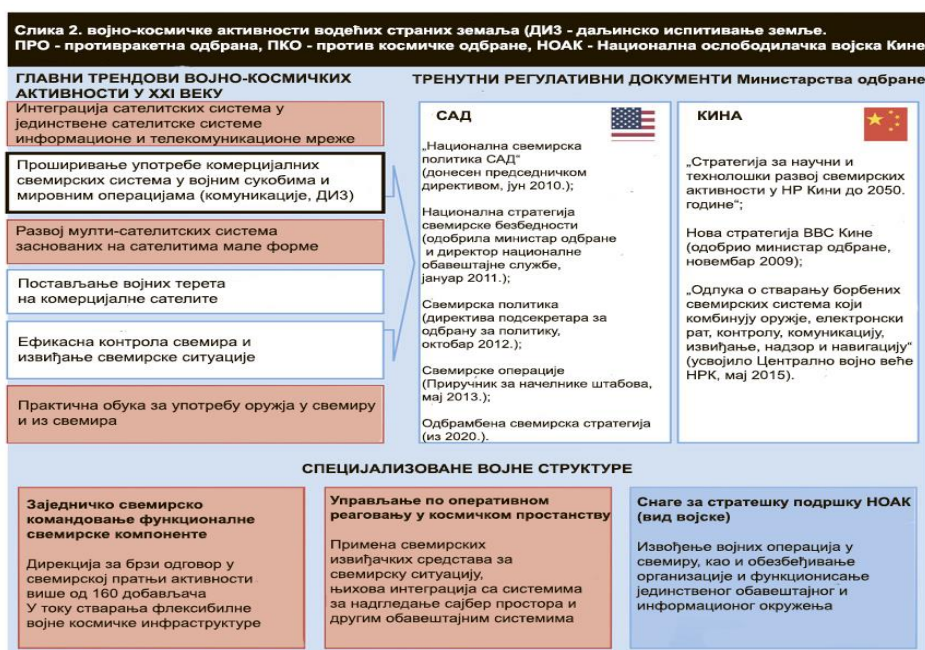 Слика 2. војно-космичке активности водећих страних земаља (ДИЗ - даљинско испитивање земље.
ПРО - противракетна одбрана, ПКО - против космичке одбране, НОАК - Национална ослободилачка војска Кине
ГЛАВНИ ТРЕНДОВИ ВОЈНО-КОСМИЧКИХ
АКТИВНОСТИ У XXI ВЕКУ
Интеграција сателитских система у
јединствене сателитске системе
информационе и телекомуникационе мреже
Проширивање употребе комерцијалних
свемирских система у војним сукобима и
мировним операцијама (комуникације, ДИЗ)
Развој мулти-сателитских система
заснованих на сателитима мале форме
Постављање војних терета
на комерцијалне сателите
Ефикасна контрола свемира и
извиђање свемирске ситуације
Практична обука за употребу оружја у свемиру
и из свемира
ТРЕНУТНИ РЕГУЛАТИВНИ ДОКУМЕНТИ Министарства одбране
САД
„Национална свемирска
политика САД“
(донесен председничком
директивом, јун 2010.);
Национална стратегија
свемирске безбедности
(одобрила министар одбране
и директор националне
обавештајне службе,
јануар 2011.);
Свемирска политика
(директива подсекретара за
одбрану за политику,
октобар 2012.);
Свемирске операције
(Приручник за начелнике штабова,
мај 2013.);
Одбрамбена свемирска стратегија
(из 2020.).
КИНА
„Стратегија за научни и
технолошки развој свемирских
активности у НР Кини до 2050.
године“;
Нова стратегија ВВС Кине
(одобрио министар одбране,
новембар 2009);
„Одлука о стварању борбених
свемирских система који
комбинују оружје, електронски
рат, контролу, комуникацију,
извиђање, надзор и навигацију“
(усвојило Централно војно веће
НРК, мај 2015).
СПЕЦИЈАЛИЗОВАНЕ ВОЈНЕ СТРУКТУРЕ
Заједничко свемирско
командовање функционалне
свемирске компоненте
Дирекција за брзи одговор у
свемирској пратњи активности
више од 160 добављача
У току стварања флексибилне
војне космичке инфраструктуре
Управљање по оперативном
реаговању у космичком простанству
Примена свемирских
извиђачких средстава за
свемирску ситуацију,
њихова интеграција са системима
за надгледање сајбер простора и
другим обавештајним системима
Снаге за стратешку подршку НОАК
(вид војске)
Извођење војних операција у
свемиру, као и обезбеђивање
организације и функционисање
јединственог обавештајног и
информационог окружења